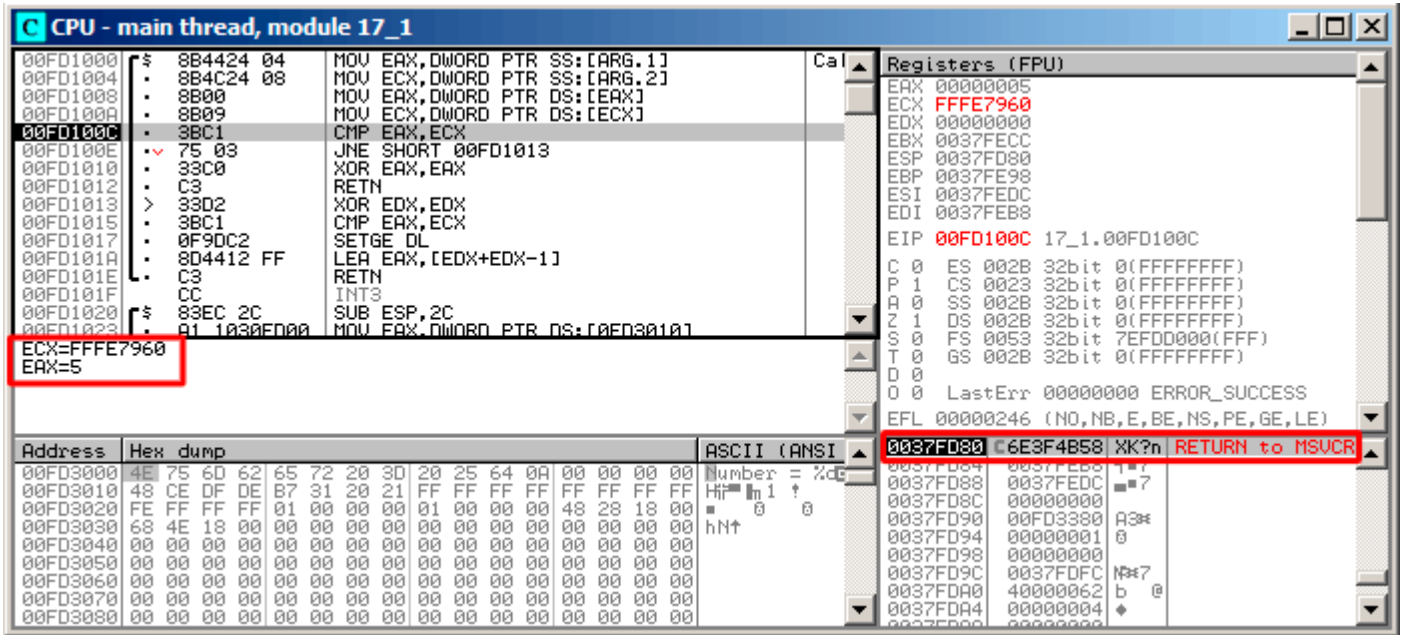 C CPU - main thread, module 17_1
00FD1000 $ 8B4424 04 MOV EAX,DWORD PTR SS:[ARG.1]
00FD1004 . 8B4C24 08 MOV ECX,DWORD PTR SS:[ARG.2]
00FD1008 . 8B00 MOV EAX,DWORD PTR DS:[EAX]
00FD100A . 8B09 MOV ECX,DWORD PTR DS:[ECX]
00FD100C . 3BC1 CMP EAX,ECX
00FD100E . 75 03 JNE SHORT 00FD1013
00FD1010 . 33C0 XOR EAX,EAX
00FD1012 . C3 RETN
00FD1013 > 33D2 XOR EDX,EDX
00FD1015 . 3BC1 CMP EAX,ECX
00FD1017 . 0F9DC2 SETGE DL
00FD101A . 8D4412 FF LEA EAX,[EDX+EDX-1]
00FD101E . C3 RETN
00FD101F CC INT3
00FD1020 $ 83EC 2C SUB ESP,2C
00FD1023 . A1 1030FD00 MOV EAX,DWORD PTR DS:[0FD3010]
ECX=FFFE7960
EAX=5
Registers (FPU)
EAX 00000005
ECX FFFE7960
EDX 00000000
EBX 0037FECC
ESP 0037FD80
EBP 0037FE98
ESI 0037FEDC
EDI 0037FEB8
EIP 00FD100C 17_1.00FD100C
C 0 ES 002B 32bit 0(FFFFFFFF)
P 1 CS 0023 32bit 0(FFFFFFFF)
A 0 SS 002B 32bit 0(FFFFFFFF)
Z 1 DS 002B 32bit 0(FFFFFFFF)
S 0 FS 0053 32bit 7EFDD000(FFF)
T 0 GS 002B 32bit 0(FFFFFFFF)
D 0
O 0 LastErr 00000000 ERROR_SUCCESS
EFL 00000246 (NO,NB,E,BE,NS,PE,GE,LE)
Address Hex dump ASCII (ANSI
00FD3000 4E 75 6D 62 65 72 20 3D 20 25 64 0A 00 00 00 00 Number = %d
00FD3010 48 CE DF DE B7 31 20 21 FF FF FF FF FF FF FF FF
00FD3020 FE FF FF FF 01 00 00 00 01 00 00 00 48 28 18 00
00FD3030 68 4E 18 00 00 00 00 00 00 00 00 00 00 00 00 00 hN↑
00FD3040 00 00 00 00 00 00 00 00 00 00 00 00 00 00 00 00
00FD3050 00 00 00 00 00 00 00 00 00 00 00 00 00 00 00 00
00FD3060 00 00 00 00 00 00 00 00 00 00 00 00 00 00 00 00
00FD3070 00 00 00 00 00 00 00 00 00 00 00 00 00 00 00 00
00FD3080 00 00 00 00 00 00 00 00 00 00 00 00 00 00 00 00
0037FD80 6E3F4B58 XK?n RETURN to MSVCR
0037FD84 0037FEB8
0037FD88 0037FEDC
0037FD8C 00000000
0037FD90 00FD3380
0037FD94 00000001
0037FD98 00000000
0037FD9C 0037FDFC
0037FDA0 40000062 b @
0037FDA4 00000004 ♦